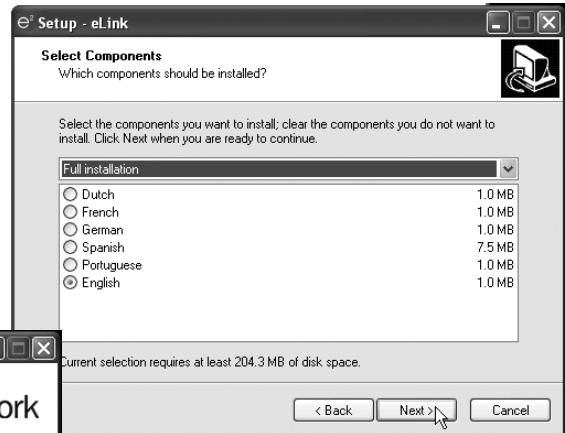 e² Setup - eLink
Select Components
Which components should be installed?
Select the components you want to install; clear the components you do not want to
install. Click Next when you are ready to continue.
Full installation
Dutch 1.0 MB
French 1.0 MB
German 1.0 MB
Spanish 7.5 MB
Portuguese 1.0 MB
English 1.0 MB
Current selection requires at least 204.3 MB of disk space.
< Back Next > Cancel
ork